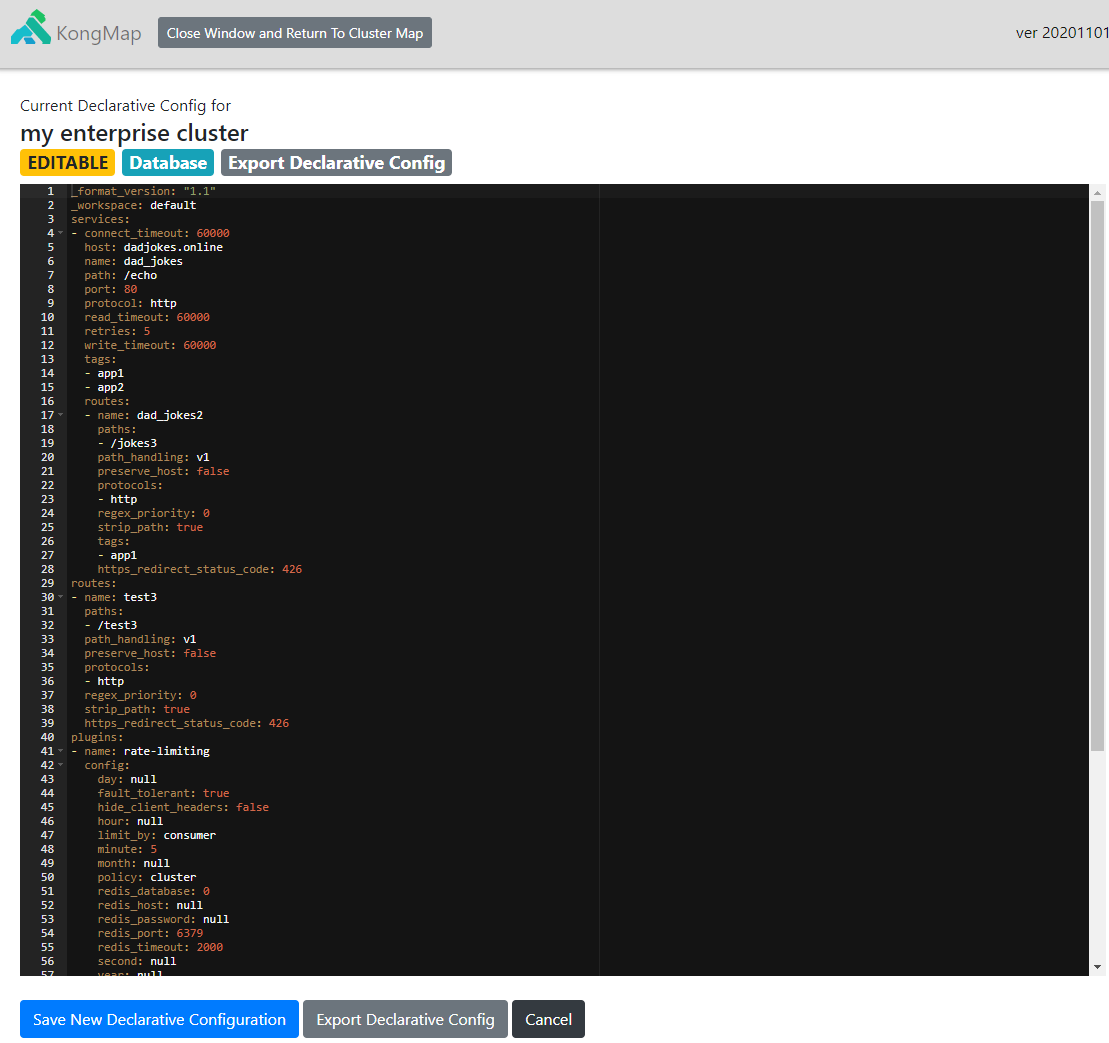 KongMap Close Window and Return To Cluster Map ver 20201101
Current Declarative Config for
my enterprise cluster
EDITABLE Database Export Declarative Config
1 _format_version: "1.1"
2 _workspace: default
3 services:
4 - connect_timeout: 60000
5 host: dadjokes.online
6 name: dad_jokes
7 path: /echo
8 port: 80
9 protocol: http
10 read_timeout: 60000
11 retries: 5
12 write_timeout: 60000
13 tags:
14 - app1
15 - app2
16 routes:
17 - name: dad_jokes2
18 paths:
19 - /jokes3
20 path_handling: v1
21 preserve_host: false
22 protocols:
23 - http
24 regex_priority: 0
25 strip_path: true
26 tags:
27 - app1
28 https_redirect_status_code: 426
29 routes:
30 - name: test3
31 paths:
32 - /test3
33 path_handling: v1
34 preserve_host: false
35 protocols:
36 - http
37 regex_priority: 0
38 strip_path: true
39 https_redirect_status_code: 426
40 plugins:
41 - name: rate-limiting
42 config:
43 day: null
44 fault_tolerant: true
45 hide_client_headers: false
46 hour: null
47 limit_by: consumer
48 minute: 5
49 month: null
50 policy: cluster
51 redis_database: 0
52 redis_host: null
53 redis_password: null
54 redis_port: 6379
55 redis_timeout: 2000
56 second: null
57 year: null
Save New Declarative Configuration Export Declarative Config Cancel